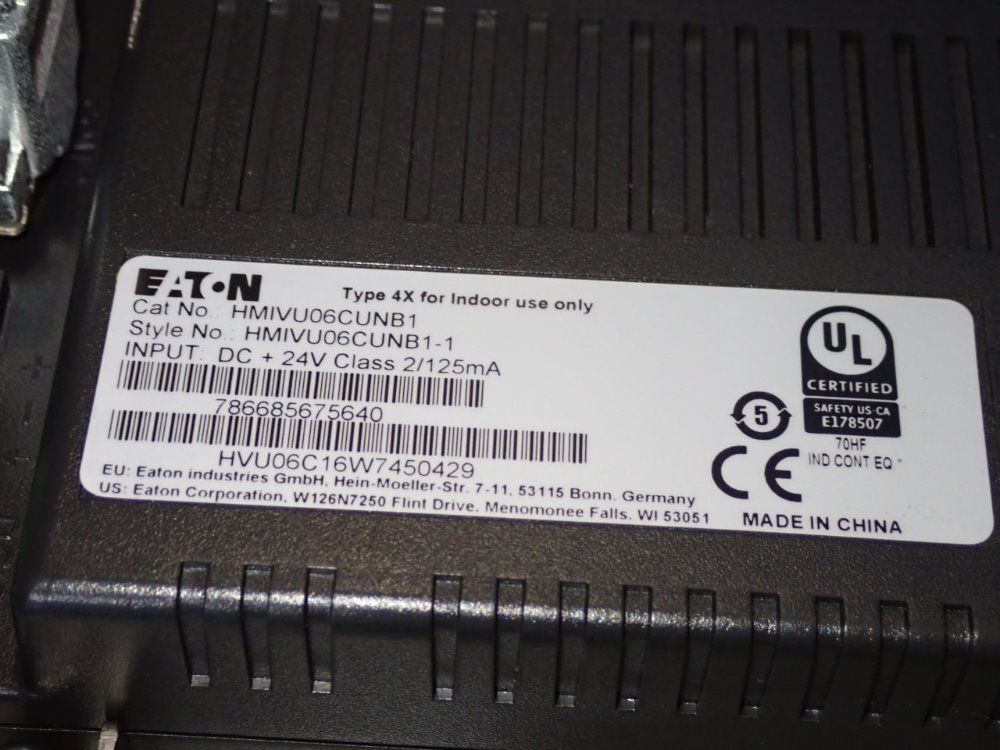 EATON
Type 4X for Indoor use only
Cat No.: HMIVU06CUNB1
Style No.: HMIVU06CUNB1-1
INPUT: DC + 24V Class 2/125mA
786685675640
HVU06C16W7450429
EU: Eaton industries GmbH, Hein-Moeller-Str. 7-11, 53115 Bonn. Germany
US: Eaton Corporation, W126N7250 Flint Drive, Menomonee Falls. WI 53051
UL
CERTIFIED
SAFETY US-CA
E178507
70HF
IND CONT EQ
5
CE
MADE IN CHINA